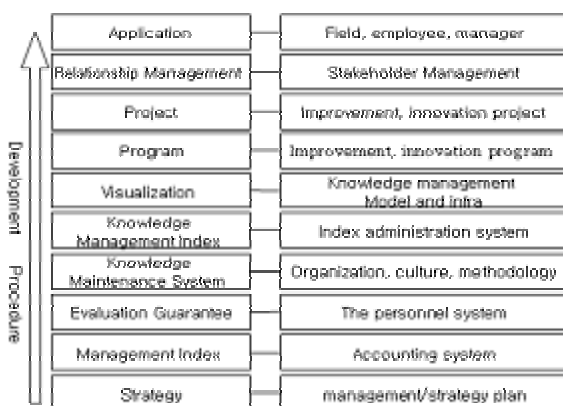 Application
Field, employee, manager
Relationship Management
Stakeholder Management
Project
Improvement, innovation project
Program
Improvement, innovation program
Visualization
Knowledge management
Model and infra
Knowledge
Management Index
Index administration system
Knowledge
Maintenance System
Organization, culture, methodology
Evaluation Guarantee
The personnel system
Management Index
Accounting system
Strategy
management/strategy plan
Development Procedure